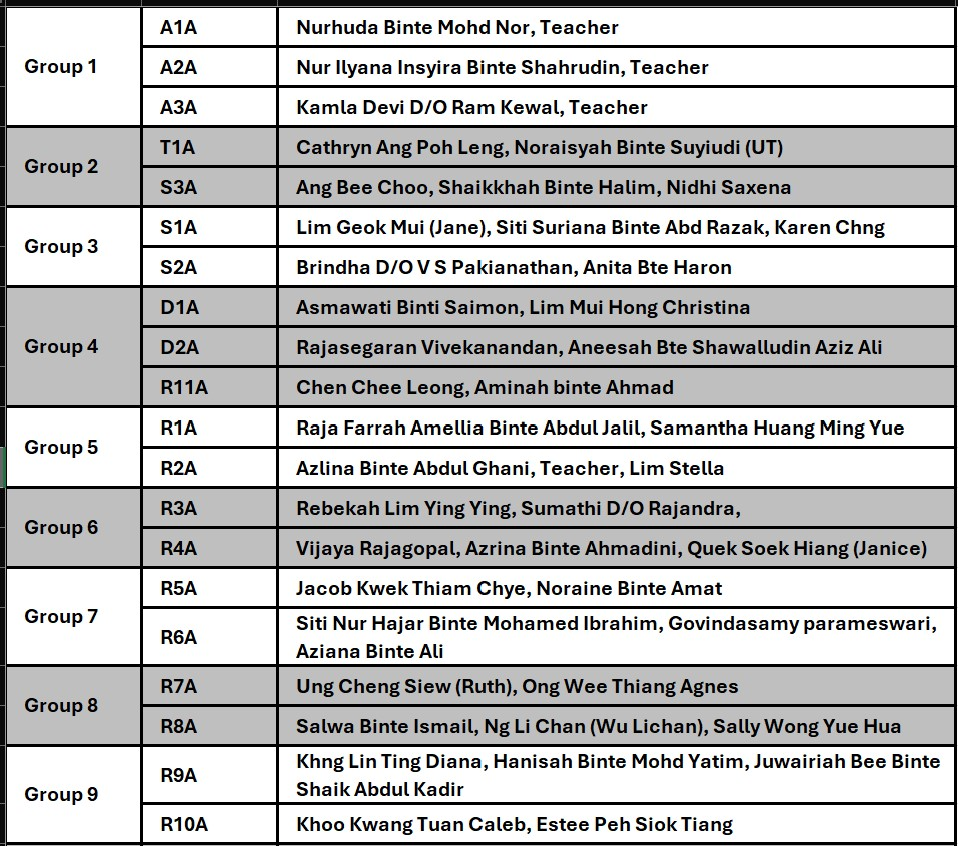 Group 1
A1A Nurhuda Binte Mohd Nor, Teacher
A2A Nur Ilyana Insyira Binte Shahrudin, Teacher
A3A Kamla Devi D/O Ram Kewal, Teacher
Group 2
T1A Cathryn Ang Poh Leng, Noraisyah Binte Suyiudi (UT)
S3A Ang Bee Choo, Shaikkhah Binte Halim, Nidhi Saxena
Group 3
S1A Lim Geok Mui (Jane), Siti Suriana Binte Abd Razak, Karen Chng
S2A Brindha D/O V S Pakianathan, Anita Bte Haron
Group 4
D1A Asmawati Binti Saimon, Lim Mui Hong Christina
D2A Rajasegaran Vivekanandan, Aneesah Bte Shawalludin Aziz Ali
R11A Chen Chee Leong, Aminah binte Ahmad
Group 5
R1A Raja Farrah Amellia Binte Abdul Jalil, Samantha Huang Ming Yue
R2A Azlina Binte Abdul Ghani, Teacher, Lim Stella
Group 6
R3A Rebekah Lim Ying Ying, Sumathi D/O Rajandra,
R4A Vijaya Rajagopal, Azrina Binte Ahmadini, Quek Soek Hiang (Janice)
Group 7
R5A Jacob Kwek Thiam Chye, Noraine Binte Amat
R6A Siti Nur Hajar Binte Mohamed Ibrahim, Govindasamy parameswari,
Aziana Binte Ali
Group 8
R7A Ung Cheng Siew (Ruth), Ong Wee Thiang Agnes
R8A Salwa Binte Ismail, Ng Li Chan (Wu Lichan), Sally Wong Yue Hua
Group 9
R9A Khng Lin Ting Diana, Hanisah Binte Mohd Yatim, Juwairiah Bee Binte
Shaik Abdul Kadir
R10A Khoo Kwang Tuan Caleb, Estee Peh Siok Tiang